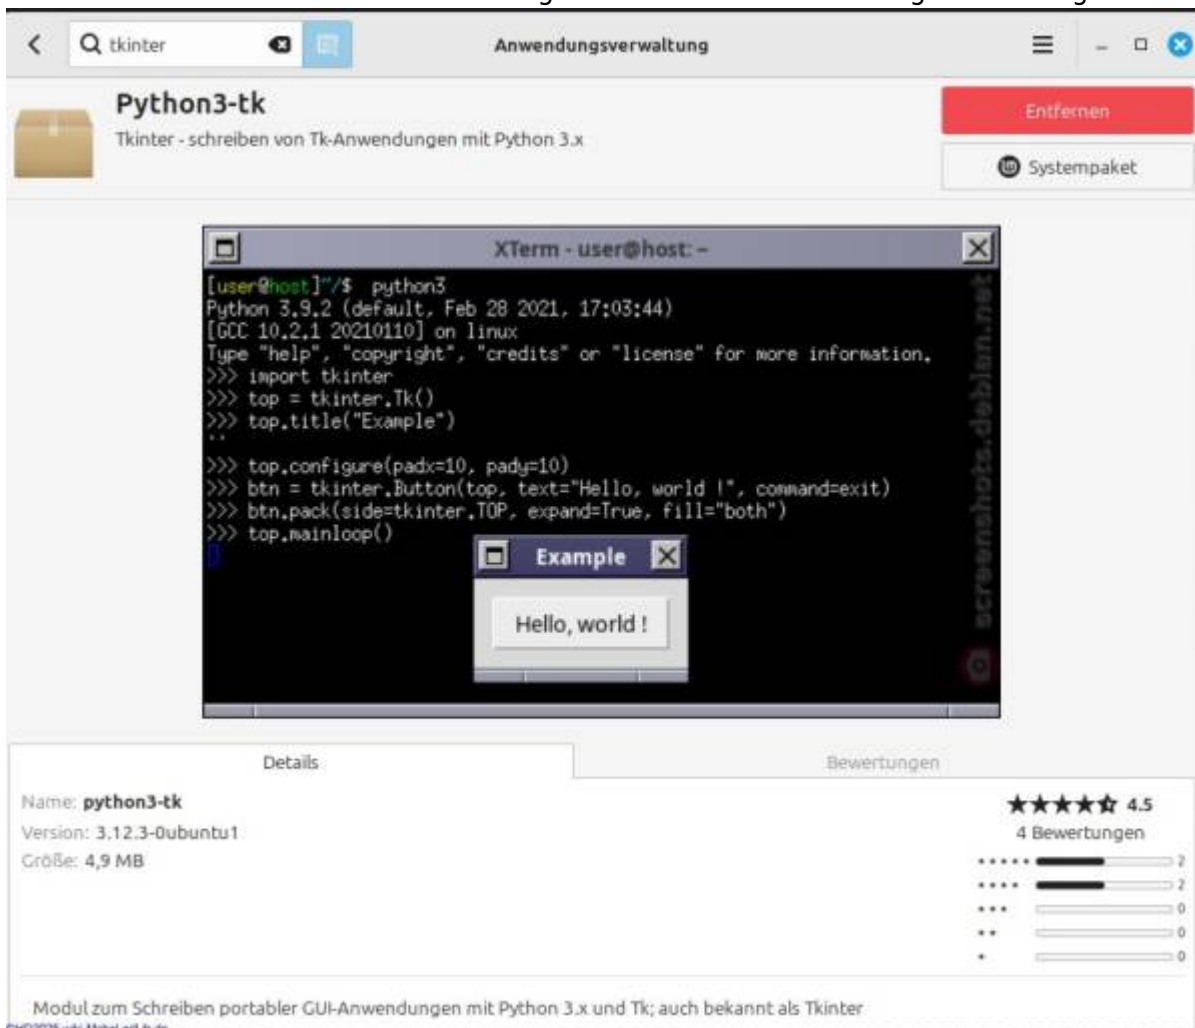 tkinter
Anwendungsverwaltung
Python3-tk
Tkinter - schreiben von Tk-Anwendungen mit Python 3.x
Entfernen
Systempaket
XTerm - user@host: ~
[user@host]~/$ python3
Python 3.9.2 (default, Feb 28 2021, 17:03:44)
[GCC 10.2.1 20210110] on linux
Type "help", "copyright", "credits" or "license" for more information.
>>> import tkinter
>>> top = tkinter.Tk()
>>> top.title("Example")
''
>>> top.configure(padx=10, pady=10)
>>> btn = tkinter.Button(top, text="Hello, world !", command=exit)
>>> btn.pack(side=tkinter.TOP, expand=True, fill="both")
>>> top.mainloop()
Example
Hello, world !
screenshots.debian.net
Details
Bewertungen
Name: python3-tk
Version: 3.12.3-0ubuntu1
Größe: 4,9 MB
4.5
4 Bewertungen
2
2
0
0
0
Modul zum Schreiben portabler GUI-Anwendungen mit Python 3.x und Tk; auch bekannt als Tkinter